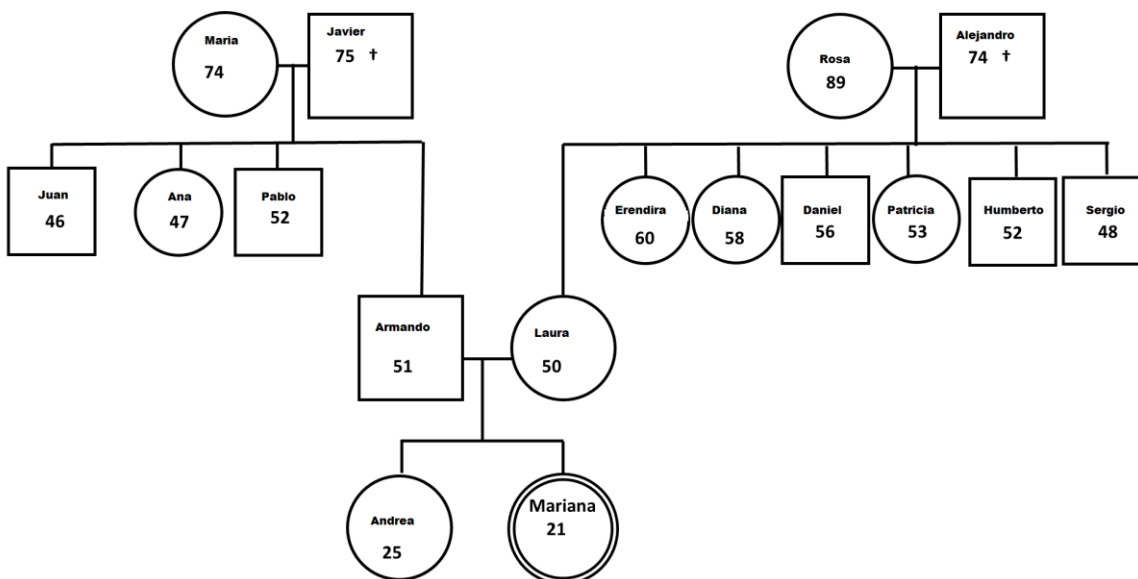 Maria
74
Javier
75 †
Rosa
89
Alejandro
74 †
Juan
46
Ana
47
Pablo
52
Erendira
60
Diana
58
Daniel
56
Patricia
53
Humberto
52
Sergio
48
Armando
51
Laura
50
Andrea
25
Mariana
21